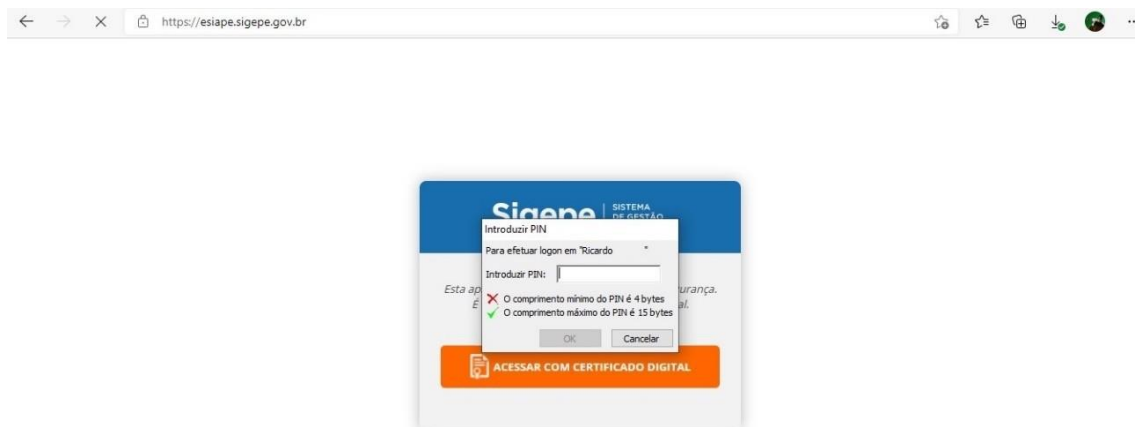 https://esiape.sigepe.gov.br
Sigepe SISTEMA
DE GESTÃO
Introduzir PIN
Para efetuar logon em "Ricardo "
Introduzir PIN:
Esta urança.
É al.
O comprimento mínimo do PIN é 4 bytes
O comprimento máximo do PIN é 15 bytes
OK Cancelar
ACESSAR COM CERTIFICADO DIGITAL